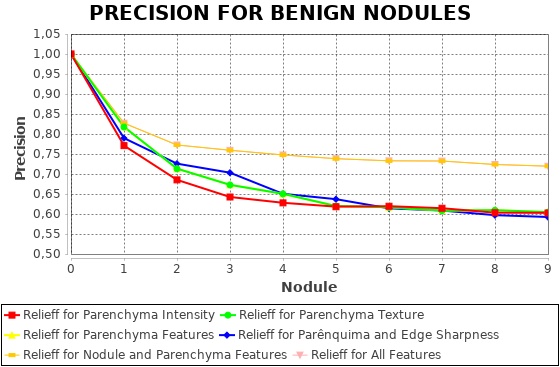 PRECISION FOR BENIGN NODULES
1,05
1,00
0,95
0,90
0,85
0,80
0,75
0,70
0,65
0,60
0,55
0,50
Precision
0 1 2 3 4 5 6 7 8 9
Nodule
Relieff for Parenchyma Intensity Relieff for Parenchyma Texture
Relieff for Parenchyma Features Relieff for Parênquima and Edge Sharpness
Relieff for Nodule and Parenchyma Features Relieff for All Features